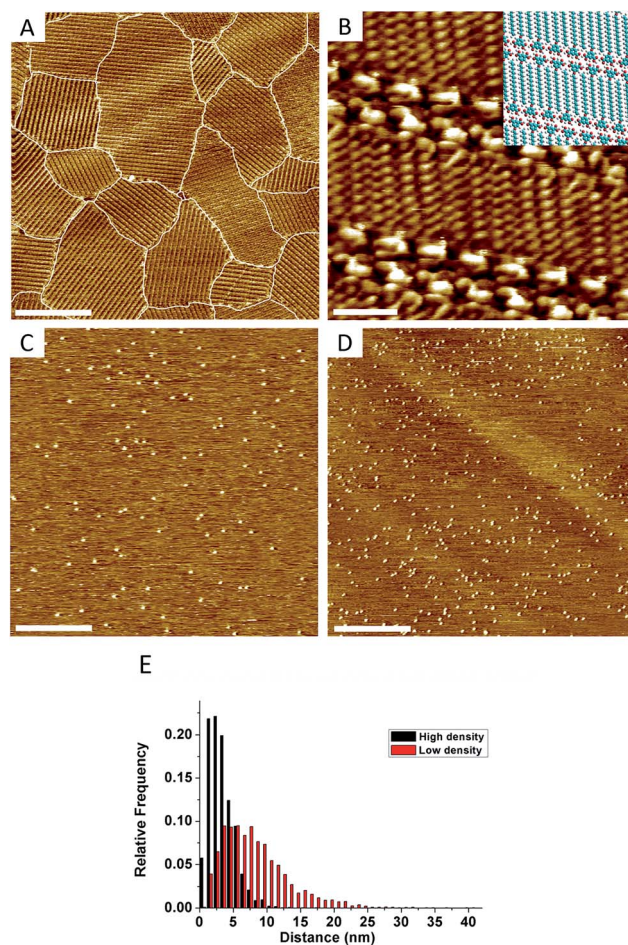 A
B
C
D
E
Relative Frequency
0.20
0.15
0.10
0.05
0.00
High density
Low density
0 5 10 15 20 25 30 35 40
Distance (nm)